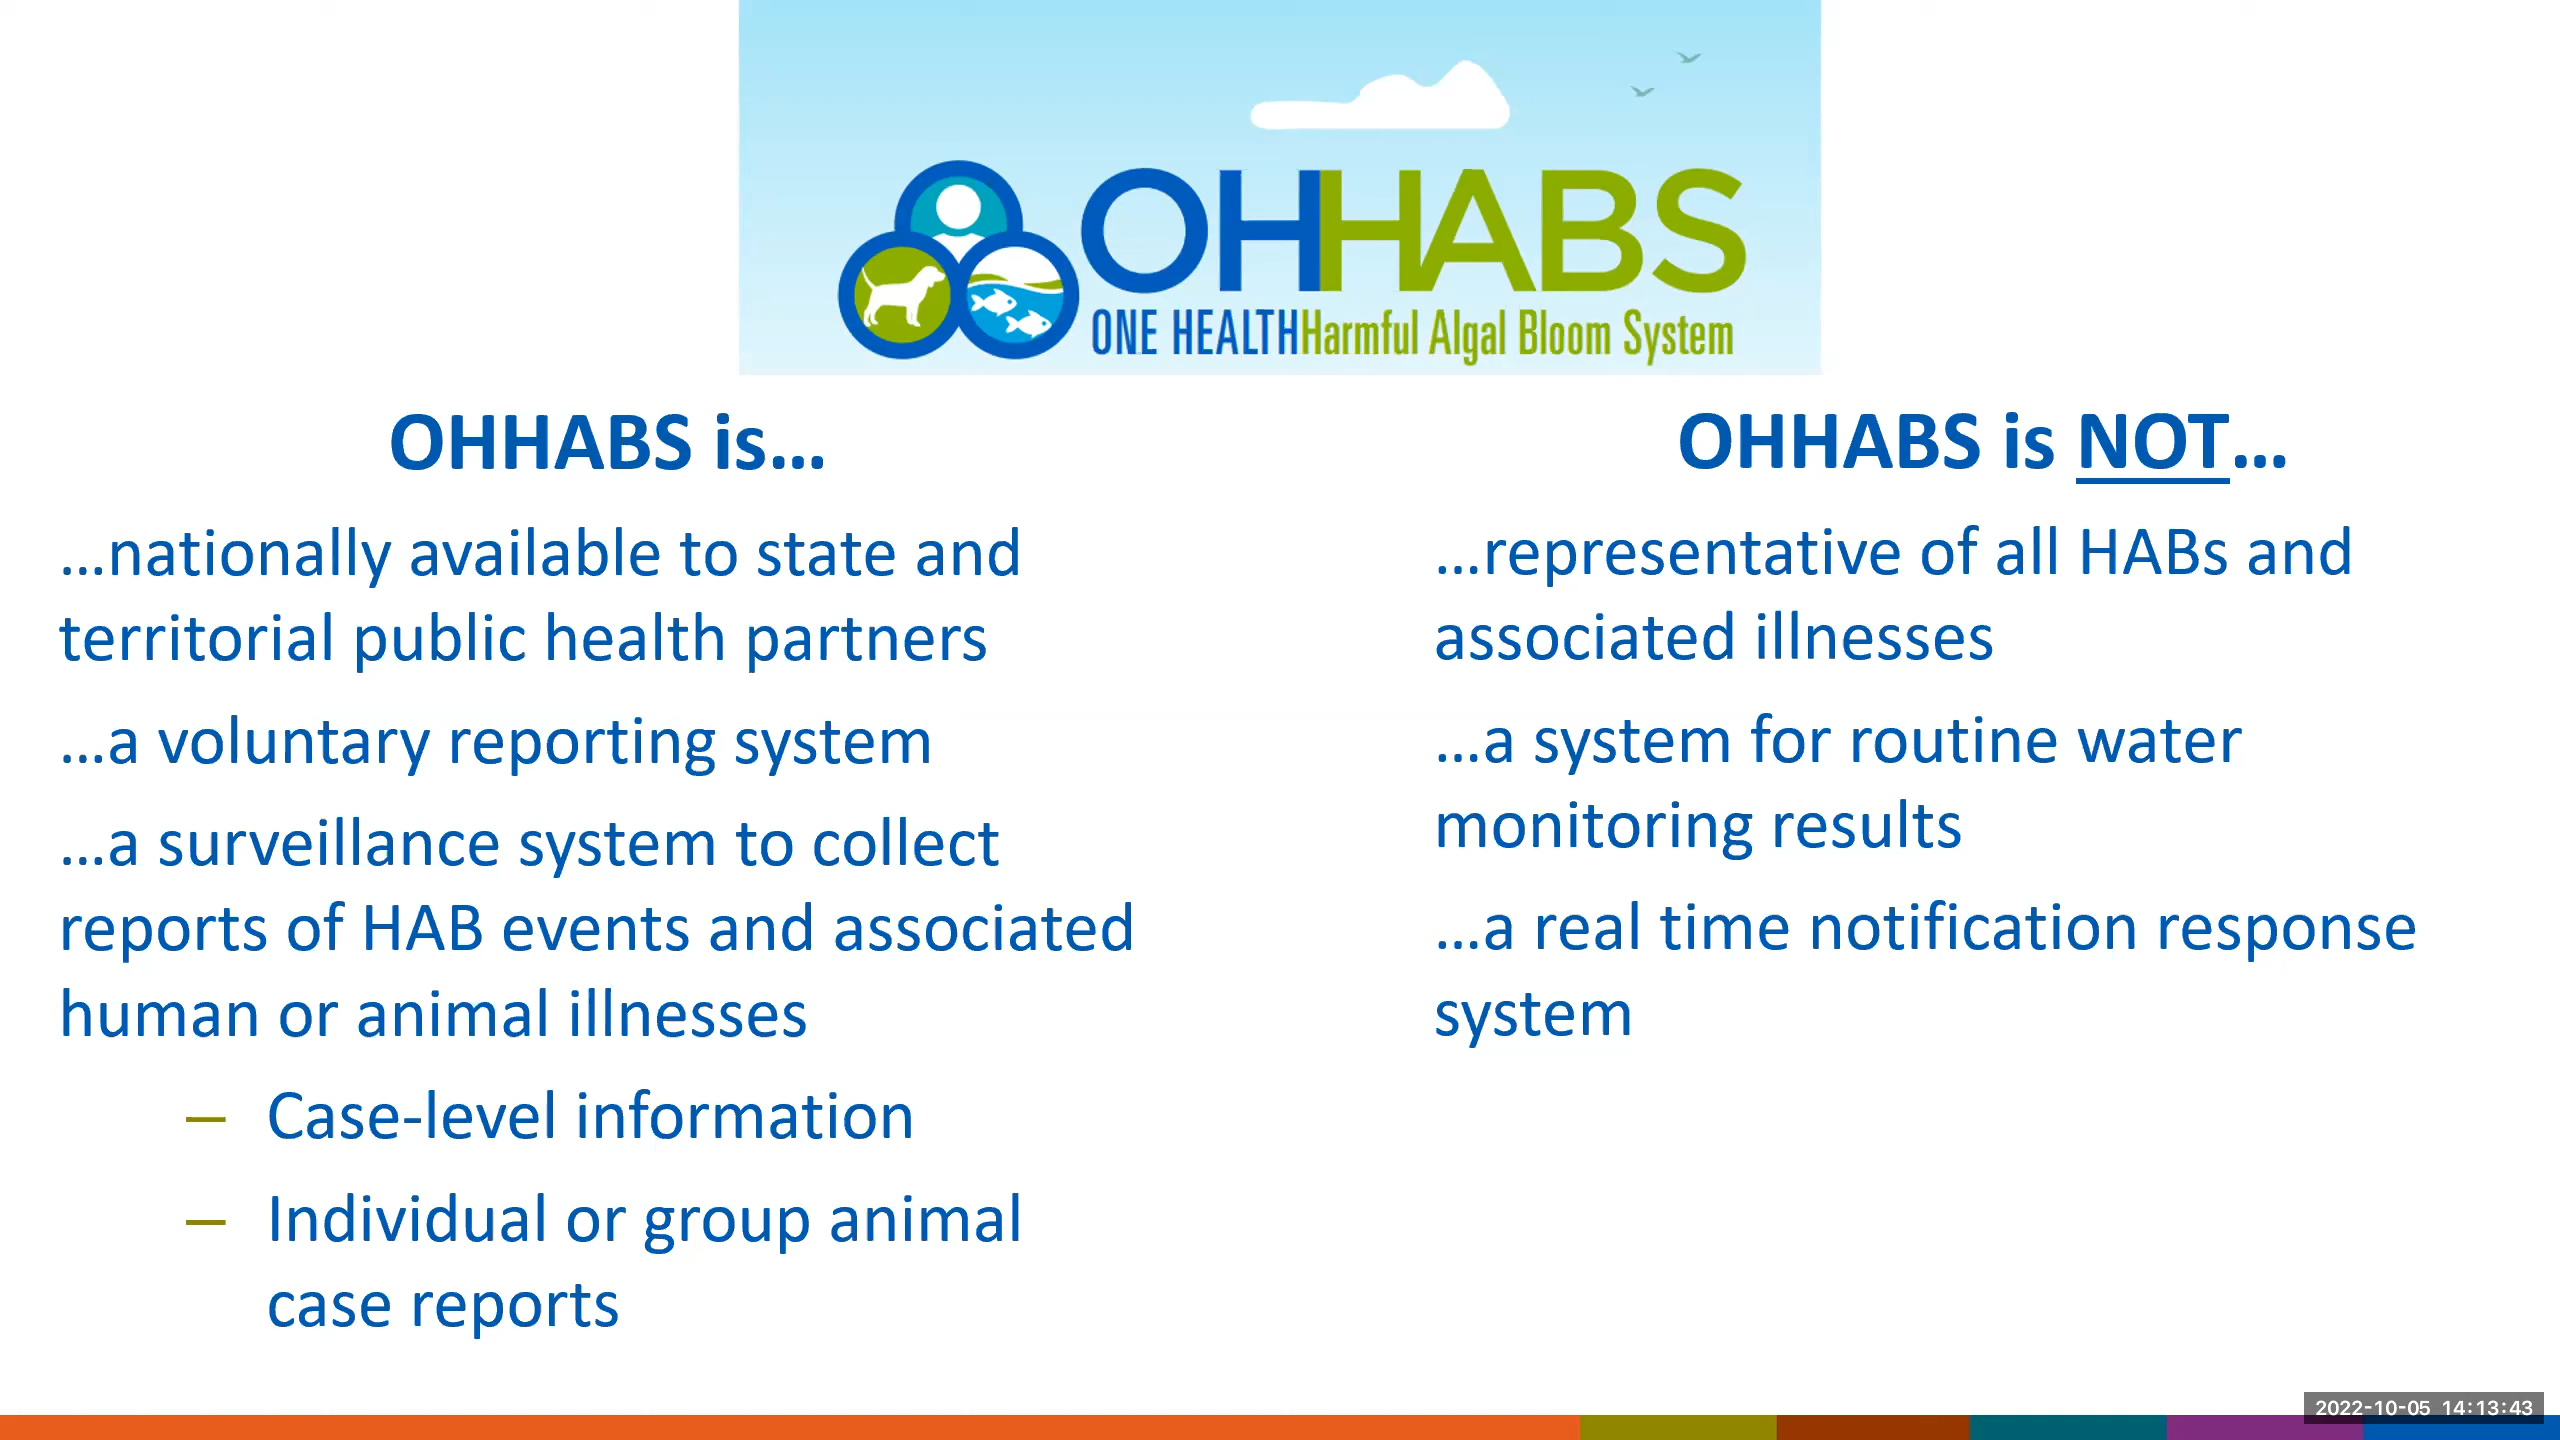 OHHABS
ONE HEALTHHarmful Algal Bloom System
OHHABS is...
...nationally available to state and
territorial public health partners
...a voluntary reporting system
...a surveillance system to collect
reports of HAB events and associated
human or animal illnesses
– Case-level information
– Individual or group animal
case reports
OHHABS is NOT...
...representative of all HABs and
associated illnesses
...a system for routine water
monitoring results
...a real time notification response
system
2022-10-05 14:13:43